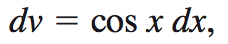 dv = cos x dx,